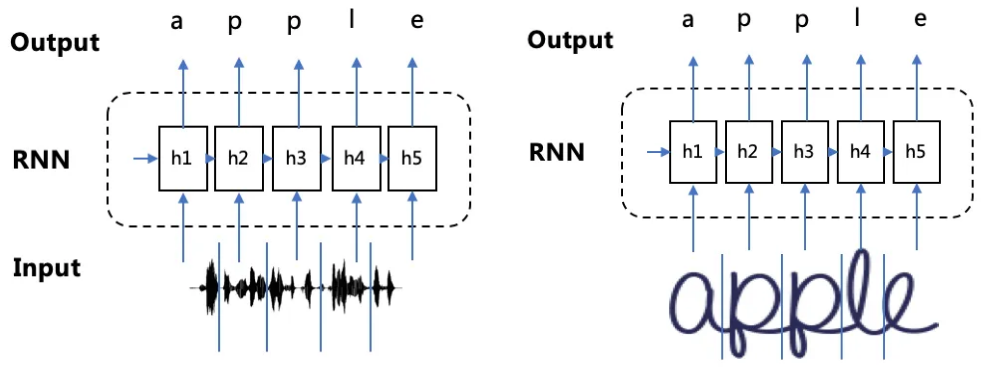 Output a p p l e
RNN h1 h2 h3 h4 h5
Input
Output a p p l e
RNN h1 h2 h3 h4 h5
apple